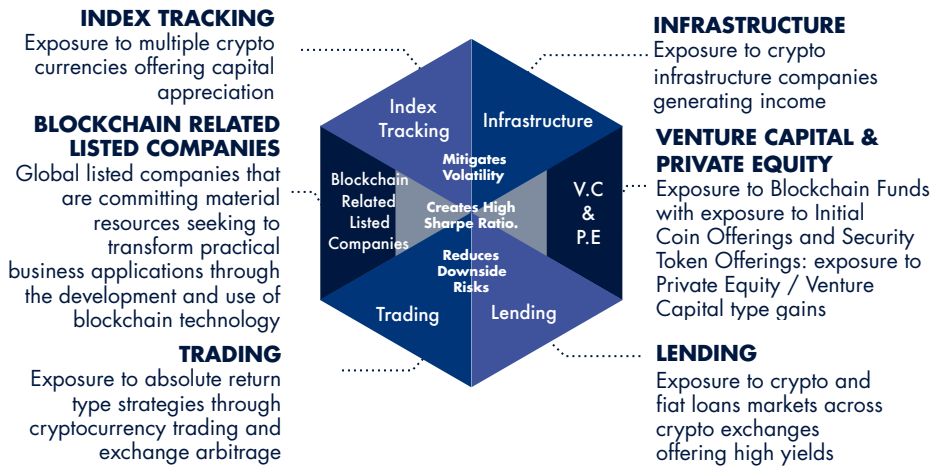 INDEX TRACKING
Exposure to multiple crypto
currencies offering capital
appreciation
BLOCKCHAIN RELATED
LISTED COMPANIES
Global listed companies that
are committing material
resources seeking to
transform practical
business applications through
the development and use of
blockchain technology
TRADING
Exposure to absolute return
type strategies through
cryptocurrency trading and
exchange arbitrage
Index
Tracking
Infrastructure
Mitigates
Volatility
Blockchain
Related
Listed
Companies
Creates High
Sharpe Ratio.
V.C
&
P.E
Reduces
Downside
Risks
Trading
Lending
INFRASTRUCTURE
Exposure to crypto
infrastructure companies
generating income
VENTURE CAPITAL &
PRIVATE EQUITY
Exposure to Blockchain Funds
with exposure to Initial
Coin Offerings and Security
Token Offerings: exposure to
Private Equity / Venture
Capital type gains
LENDING
Exposure to crypto and
fiat loans markets across
crypto exchanges
offering high yields